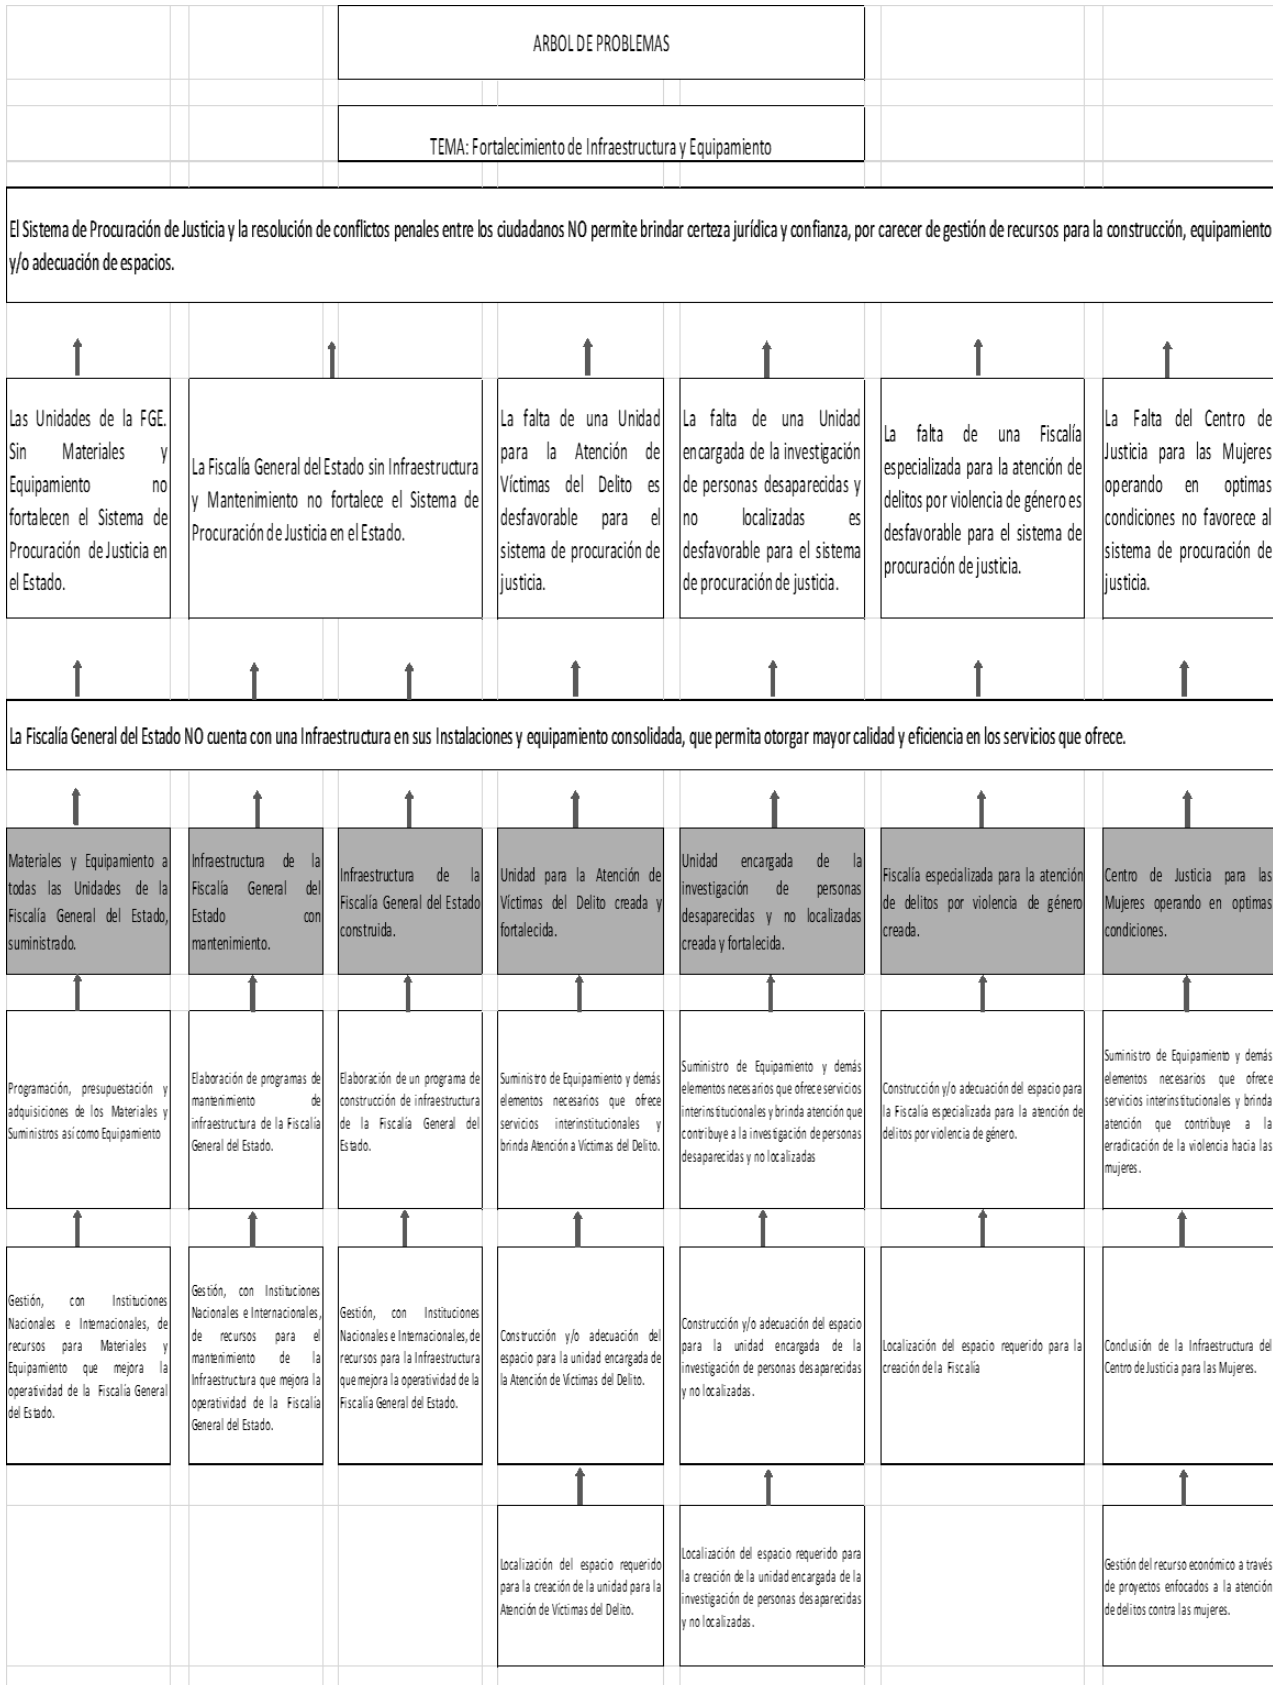 ARBOL DE PROBLEMAS
TEMA: Fortalecimiento de Infraestructura y Equipamiento
El Sistema de Procuración de Justicia y la resolución de conflictos penales entre los ciudadanos NO permite brindar certeza jurídica y confianza, por carecer de gestión de recursos para la construcción, equipamiento
y/o adecuación de espacios.
Las Unidades de la FGE.
Sin Materiales y
Equipamiento no
fortalecen el Sistema de
Procuración de Justicia en
el Estado.
La Fiscalía General del Estado sin Infraestructura
y Mantenimiento no fortalece el Sistema de
Procuración de Justicia en el Estado.
La falta de una Unidad
para la Atención de
Víctimas del Delito es
desfavorable para el
sistema de procuración de
justicia.
La falta de una Unidad
encargada de la investigación
de personas desaparecidas y
no localizadas es
desfavorable para el sistema
de procuración de justicia.
La falta de una Fiscalía
especializada para la atención de
delitos por violencia de género es
desfavorable para el sistema de
procuración de justicia.
La Falta del Centro de
Justicia para las Mujeres
operando en optimas
condiciones no favorece al
sistema de procuración de
justicia.
La Fiscalía General del Estado NO cuenta con una Infraestructura en sus Instalaciones y equipamiento consolidada, que permita otorgar mayor calidad y eficiencia en los servicios que ofrece.
Materiales y Equipamiento a
todas las Unidades de la
Fiscalía General del Estado,
suministrado.
Infraestructura de la
Fiscalía General del
Estado con
mantenimiento.
Infraestructura de la
Fiscalía General del Estado
construida.
Unidad para la Atención de
Víctimas del Delito creada y
fortalecida.
Unidad encargada de la
investigación de personas
desaparecidas y no localizadas
creada y fortalecida.
Fiscalía especializada para la atención
de delitos por violencia de género
creada.
Centro de Justicia para las
Mujeres operando en optimas
condiciones.
Programación, presupuestación y
adquisiciones de los Materiales y
Suministros así como Equipamiento
Elaboración de programas de
mantenimiento de
infraestructura de la Fiscalía
General del Estado.
Elaboración de un programa de
construcción de infraestructura
de la Fiscalía General del
Estado.
Suministro de Equipamiento y demás
elementos necesarios que ofrece
servicios interinstitucionales y
brinda Atención a Víctimas del Delito.
Suministro de Equipamiento y demás
elementos necesarios que ofrece servicios
interinstitucionales y brinda atención que
contribuye a la investigación de personas
desaparecidas y no localizadas
Construcción y/o adecuación del espacio para
la Fiscalía especializada para la atención de
delitos por violencia de género.
Suministro de Equipamiento y demás
elementos necesarios que ofrece
servicios interinstitucionales y brinda
atención que contribuye a la
erradicación de la violencia hacia las
mujeres.
Gestión, con Instituciones
Nacionales e Internacionales, de
recursos para Materiales y
Equipamiento que mejora la
operatividad de la Fiscalía General
del Estado.
Gestión, con Instituciones
Nacionales e Internacionales,
de recursos para el
mantenimiento de la
Infraestructura que mejora la
operatividad de la Fiscalía
General del Estado.
Gestión, con Instituciones
Nacionales e Internacionales, de
recursos para la Infraestructura
que mejora la operatividad de la
Fiscalía General del Estado.
Construcción y/o adecuación del
espacio para la unidad encargada de
la Atención de Víctimas del Delito.
Construcción y/o adecuación del espacio
para la unidad encargada de la
investigación de personas desaparecidas
y no localizadas.
Localización del espacio requerido para la
creación de la Fiscalía
Conclusión de la Infraestructura del
Centro de Justicia para las Mujeres.
Localización del espacio requerido
para la creación de la unidad para la
Atención de Víctimas del Delito.
Localización del espacio requerido para
la creación de la unidad encargada de la
investigación de personas desaparecidas
y no localizadas.
Gestión del recurso económico a través
de proyectos enfocados a la atención
de delitos contra las mujeres.